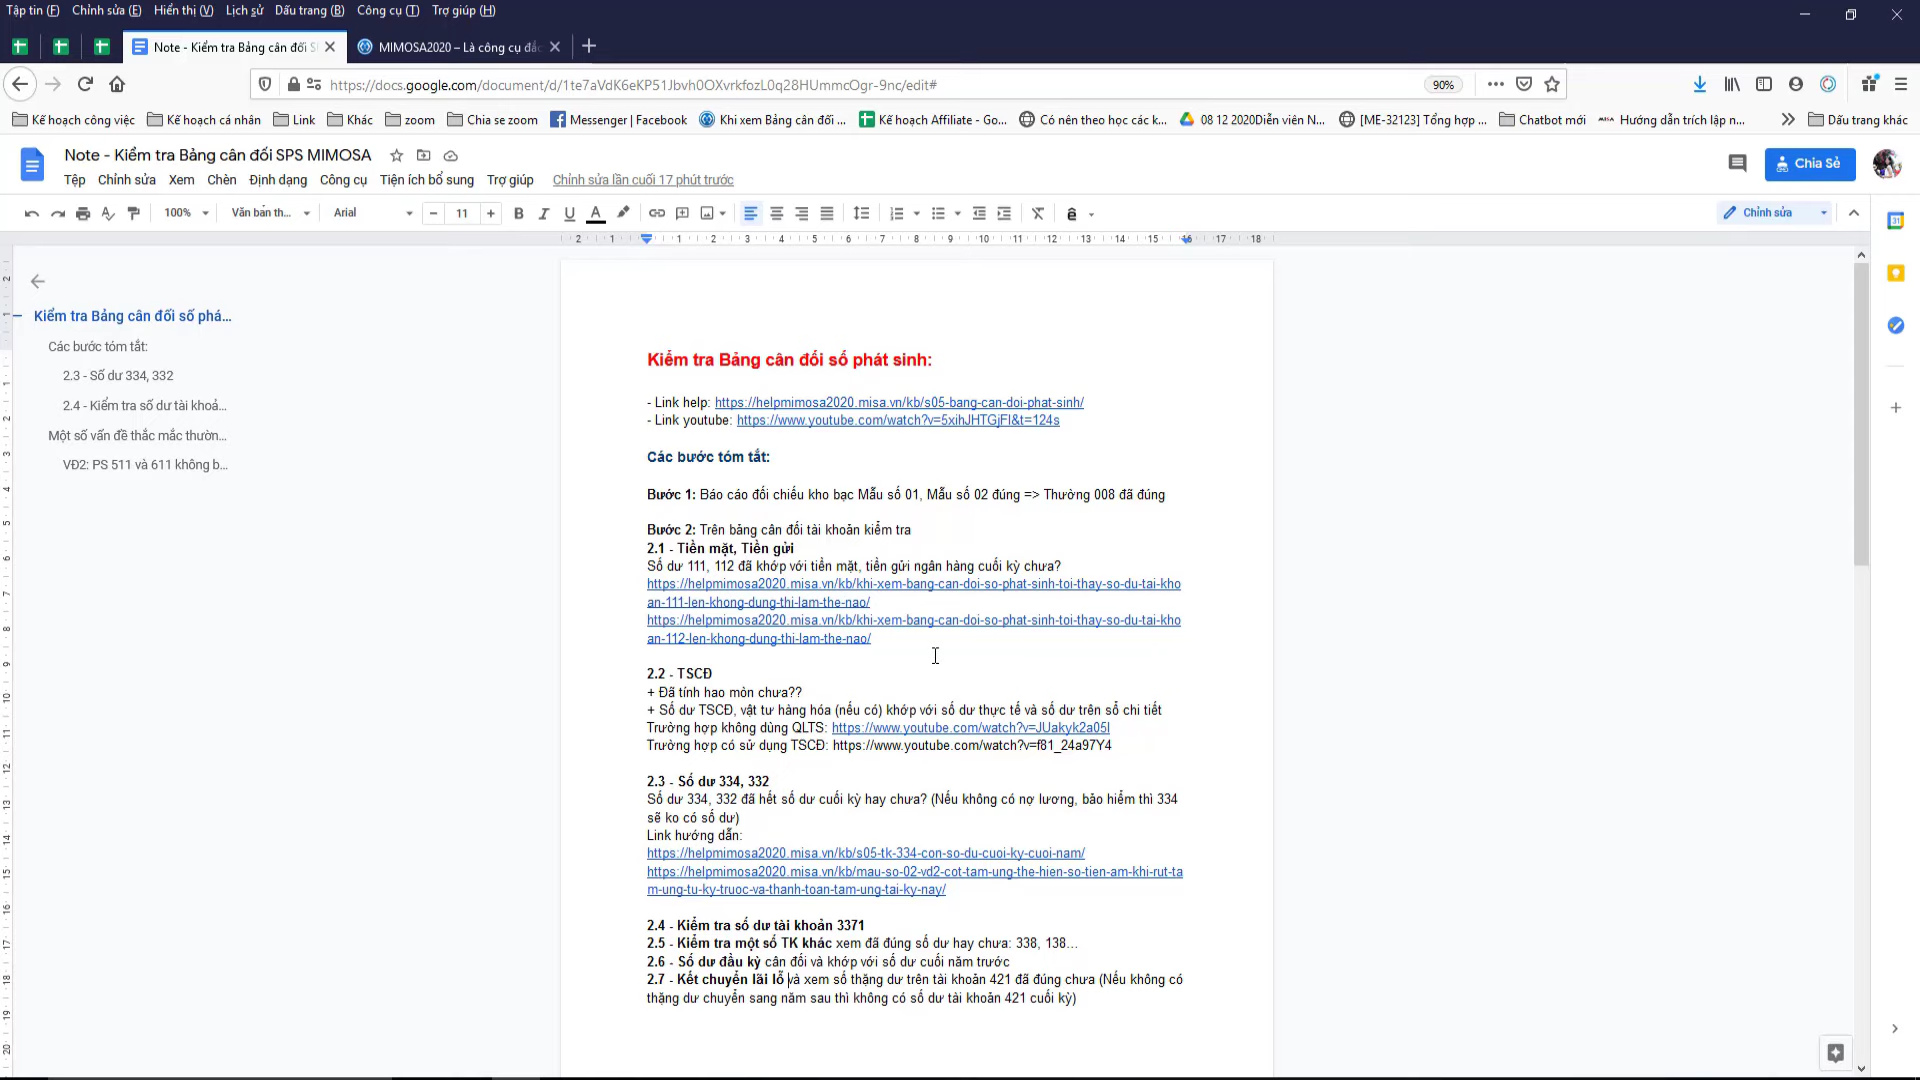 Tập tin (F) Chỉnh sửa (E) Hiển thị (V) Lịch sử Dấu trang (B) Công cụ (T) Trợ giúp (H)
Note - Kiểm tra Bảng cân đối S
MIMOSA2020 – Là công cụ đắc
https://docs.google.com/document/d/1te7aVdK6eKP51Jbvh0OXvrkfozL0q28HUmmcOgr-9nc/edit#
90%
Kế hoạch công việc Kế hoạch cá nhân Link Khác zoom Chia se zoom Messenger | Facebook Khi xem Bảng cân đối ... Kế hoạch Affiliate - Go... Có nên theo học các k... 08 12 2020Diễn viên N... [ME-32123] Tổng hợp ... Chatbot mới Hướng dẫn trích lập n... Dấu trang khác
Note - Kiểm tra Bảng cân đối SPS MIMOSA
Chia Sẻ
Tệp Chỉnh sửa Xem Chèn Định dạng Công cụ Tiện ích bổ sung Trợ giúp Chỉnh sửa lần cuối 17 phút trước
100% Văn bản th... Arial 11 B I U A Chỉnh sửa
2 1 1 2 3 4 5 6 7 8 9 10 11 12 13 14 15 16 17 18
Kiểm tra Bảng cân đối số phá...
Các bước tóm tắt:
2.3 - Số dư 334, 332
2.4 - Kiểm tra số dư tài khoả...
Một số vấn đề thắc mắc thườn...
VĐ2: PS 511 và 611 không b...
Kiểm tra Bảng cân đối số phát sinh:
- Link help: https://helpmimosa2020.misa.vn/kb/s05-bang-can-doi-phat-sinh/
- Link youtube: https://www.youtube.com/watch?v=5xihJHTGjFI&t=124s
Các bước tóm tắt:
Bước 1: Báo cáo đối chiếu kho bạc Mẫu số 01, Mẫu số 02 đúng => Thường 008 đã đúng
Bước 2: Trên bảng cân đối tài khoản kiểm tra
2.1 - Tiền mặt, Tiền gửi
Số dư 111, 112 đã khớp với tiền mặt, tiền gửi ngân hàng cuối kỳ chưa?
https://helpmimosa2020.misa.vn/kb/khi-xem-bang-can-doi-so-phat-sinh-toi-thay-so-du-tai-kho
an-111-len-khong-dung-thi-lam-the-nao/
https://helpmimosa2020.misa.vn/kb/khi-xem-bang-can-doi-so-phat-sinh-toi-thay-so-du-tai-kho
an-112-len-khong-dung-thi-lam-the-nao/
2.2 - TSCĐ
+ Đã tính hao mòn chưa??
+ Số dư TSCĐ, vật tư hàng hóa (nếu có) khớp với số dư thực tế và số dư trên sổ chi tiết
Trường hợp không dùng QLTS: https://www.youtube.com/watch?v=JUakyk2a05I
Trường hợp có sử dụng TSCĐ: https://www.youtube.com/watch?v=f81_24a97Y4
2.3 - Số dư 334, 332
Số dư 334, 332 đã hết số dư cuối kỳ hay chưa? (Nếu không có nợ lương, bảo hiểm thì 334
sẽ ko có số dư)
Link hướng dẫn:
https://helpmimosa2020.misa.vn/kb/s05-tk-334-con-so-du-cuoi-ky-cuoi-nam/
https://helpmimosa2020.misa.vn/kb/mau-so-02-vd2-cot-tam-ung-the-hien-so-tien-am-khi-rut-ta
m-ung-tu-ky-truoc-va-thanh-toan-tam-ung-tai-ky-nay/
2.4 - Kiểm tra số dư tài khoản 3371
2.5 - Kiểm tra một số TK khác xem đã đúng số dư hay chưa: 338, 138...
2.6 - Số dư đầu kỳ cân đối và khớp với số dư cuối năm trước
2.7 - Kết chuyển lãi lỗ và xem số thặng dư trên tài khoản 421 đã đúng chưa (Nếu không có
thặng dư chuyển sang năm sau thì không có số dư tài khoản 421 cuối kỳ)